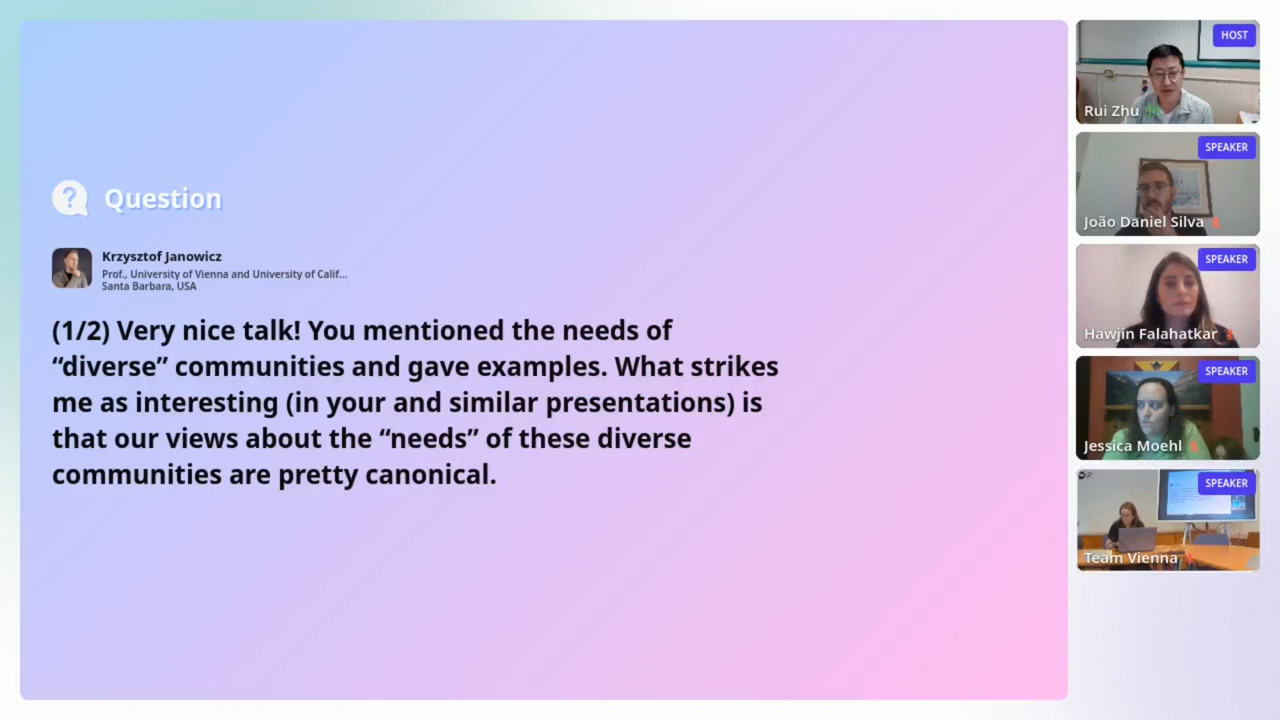 Question
Krzysztof Janowicz
Prof., University of Vienna and University of Calif...
Santa Barbara, USA
(1/2) Very nice talk! You mentioned the needs of
“diverse” communities and gave examples. What strikes
me as interesting (in your and similar presentations) is
that our views about the “needs” of these diverse
communities are pretty canonical.
HOST
Rui Zhu
SPEAKER
João Daniel Silva
SPEAKER
Hawjin Falahatkar
SPEAKER
Jessica Moehl
SPEAKER
Team Vienna